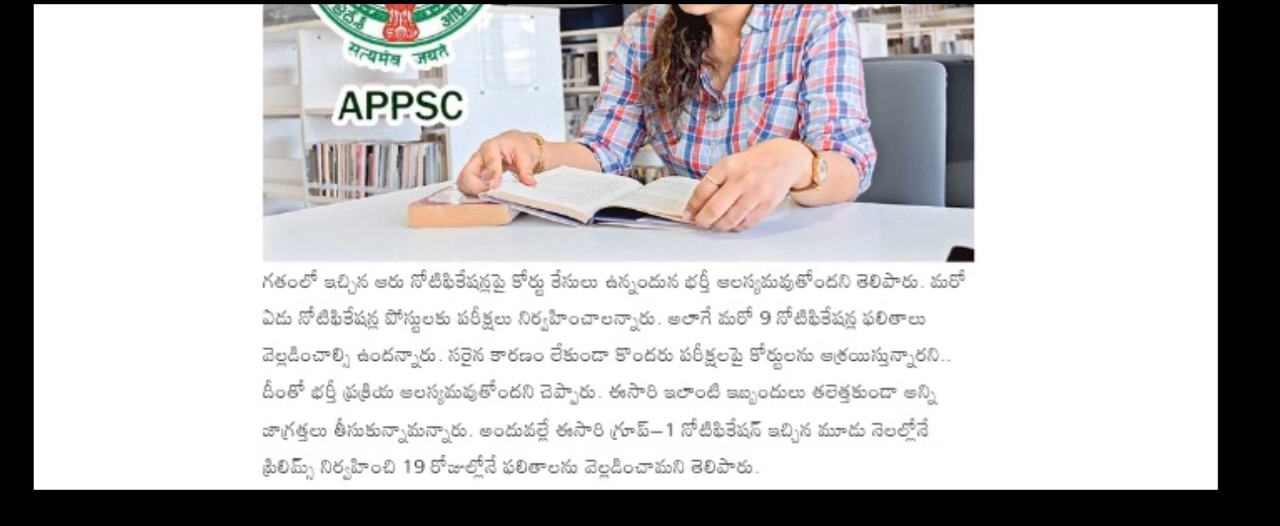 सत्यमेव जयते
APPSC
గతంలో ఇచ్చిన ఆరు నోటిఫికేషన్లపై కోర్టు కేసులు ఉన్నందున భర్తీ ఆలస్యమవుతోందని తెలిపారు. మరో
ఏడు నోటిఫికేషన్ల పోస్టులకు పరీక్షలు నిర్వహించాలన్నారు. అలాగే మరో 9 నోటిఫికేషన్ల ఫలితాలు
వెల్లడించాల్సి ఉందన్నారు. సరైన కారణం లేకుండా కొందరు పరీక్షలపై కోర్టులను ఆశ్రయిస్తున్నారని..
దీంతో భర్తీ ప్రక్రియ ఆలస్యమవుతోందని చెప్పారు. ఈసారి ఇలాంటి ఇబ్బందులు తలెత్తకుండా అన్ని
జాగ్రత్తలు తీసుకున్నామన్నారు. అందువల్లే ఈసారి గ్రూప్–1 నోటిఫికేషన్ ఇచ్చిన మూడు నెలల్లోనే
ప్రిలిమ్స్ నిర్వహించి 19 రోజుల్లోనే ఫలితాలను వెల్లడించామని తెలిపారు.